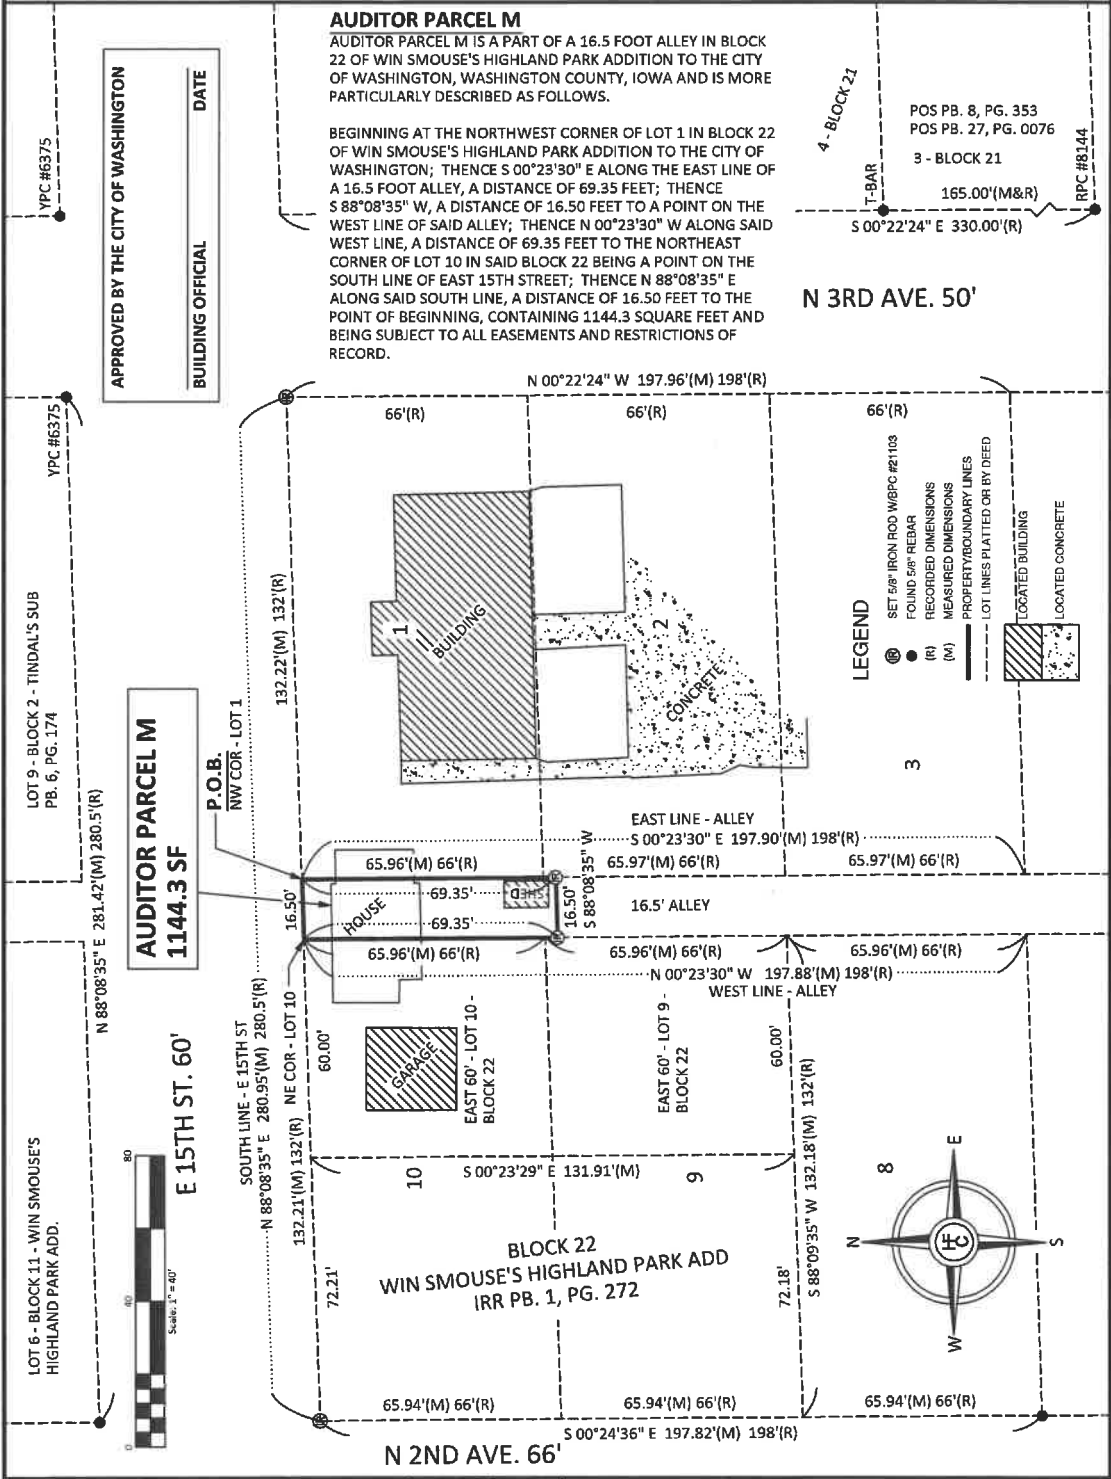 AUDITOR PARCEL M
AUDITOR PARCEL M IS A PART OF A 16.5 FOOT ALLEY IN BLOCK
22 OF WIN SMOUSE'S HIGHLAND PARK ADDITION TO THE CITY
OF WASHINGTON, WASHINGTON COUNTY, IOWA AND IS MORE
PARTICULARLY DESCRIBED AS FOLLOWS.
BEGINNING AT THE NORTHWEST CORNER OF LOT 1 IN BLOCK 22
OF WIN SMOUSE'S HIGHLAND PARK ADDITION TO THE CITY OF
WASHINGTON; THENCE S 00°23'30" E ALONG THE EAST LINE OF
A 16.5 FOOT ALLEY, A DISTANCE OF 69.35 FEET; THENCE
S 88°08'35" W, A DISTANCE OF 16.50 FEET TO A POINT ON THE
WEST LINE OF SAID ALLEY; THENCE N 00°23'30" W ALONG SAID
WEST LINE, A DISTANCE OF 69.35 FEET TO THE NORTHEAST
CORNER OF LOT 10 IN SAID BLOCK 22 BEING A POINT ON THE
SOUTH LINE OF EAST 15TH STREET; THENCE N 88°08'35" E
ALONG SAID SOUTH LINE, A DISTANCE OF 16.50 FEET TO THE
POINT OF BEGINNING, CONTAINING 1144.3 SQUARE FEET AND
BEING SUBJECT TO ALL EASEMENTS AND RESTRICTIONS OF
RECORD.
APPROVED BY THE CITY OF WASHINGTON
BUILDING OFFICIAL DATE
YPC #6375
4 - BLOCK 21
POS PB. 8, PG. 353
POS PB. 27, PG. 0076
3 - BLOCK 21
T-BAR
165.00'(M&R)
RPC #8144
S 00°22'24" E 330.00'(R)
N 3RD AVE. 50'
N 00°22'24" W 197.96'(M) 198'(R)
66'(R)
66'(R)
66'(R)
YPC #6375
LOT 9 - BLOCK 2 - TINDAL'S SUB
PB. 6, PG. 174
132.22'(M) 132'(R)
1
BUILDING
2
CONCRETE
3
LEGEND
SET 5/8" IRON ROD W/BPC #21103
FOUND 5/8" REBAR
(R) RECORDED DIMENSIONS
(M) MEASURED DIMENSIONS
PROPERTY/BOUNDARY LINES
LOT LINES PLATTED OR BY DEED
LOCATED BUILDING
LOCATED CONCRETE
AUDITOR PARCEL M
1144.3 SF
P.O.B.
NW COR - LOT 1
N 88°08'35" E 281.42'(M) 280.5'(R)
EAST LINE - ALLEY
S 00°23'30" E 197.90'(M) 198'(R)
65.96'(M) 66'(R)
65.97'(M) 66'(R)
65.97'(M) 66'(R)
16.50'
HOUSE
69.35'
69.35'
SHED
16.50'
S 88°08'35" W
16.5' ALLEY
65.96'(M) 66'(R)
65.96'(M) 66'(R)
65.96'(M) 66'(R)
N 00°23'30" W 197.88'(M) 198'(R)
WEST LINE - ALLEY
SOUTH LINE - E 15TH ST
N 88°08'35" E 280.95'(M) 280.5'(R)
NE COR - LOT 10
60.00'
132.21'(M) 132'(R)
GARAGE
EAST 60' - LOT 10 -
BLOCK 22
EAST 60' - LOT 9 -
BLOCK 22
60.00'
E 15TH ST. 60'
LOT 6 - BLOCK 11 - WIN SMOUSE'S
HIGHLAND PARK ADD.
0 40 80
Scale: 1" = 40'
10
S 00°23'29" E 131.91'(M)
9
S 88°09'35" W 132.18'(M) 132'(R)
8
72.21'
BLOCK 22
WIN SMOUSE'S HIGHLAND PARK ADD
IRR PB. 1, PG. 272
72.18'
N
E
S
W
HFC
65.94'(M) 66'(R)
65.94'(M) 66'(R)
65.94'(M) 66'(R)
S 00°24'36" E 197.82'(M) 198'(R)
N 2ND AVE. 66'